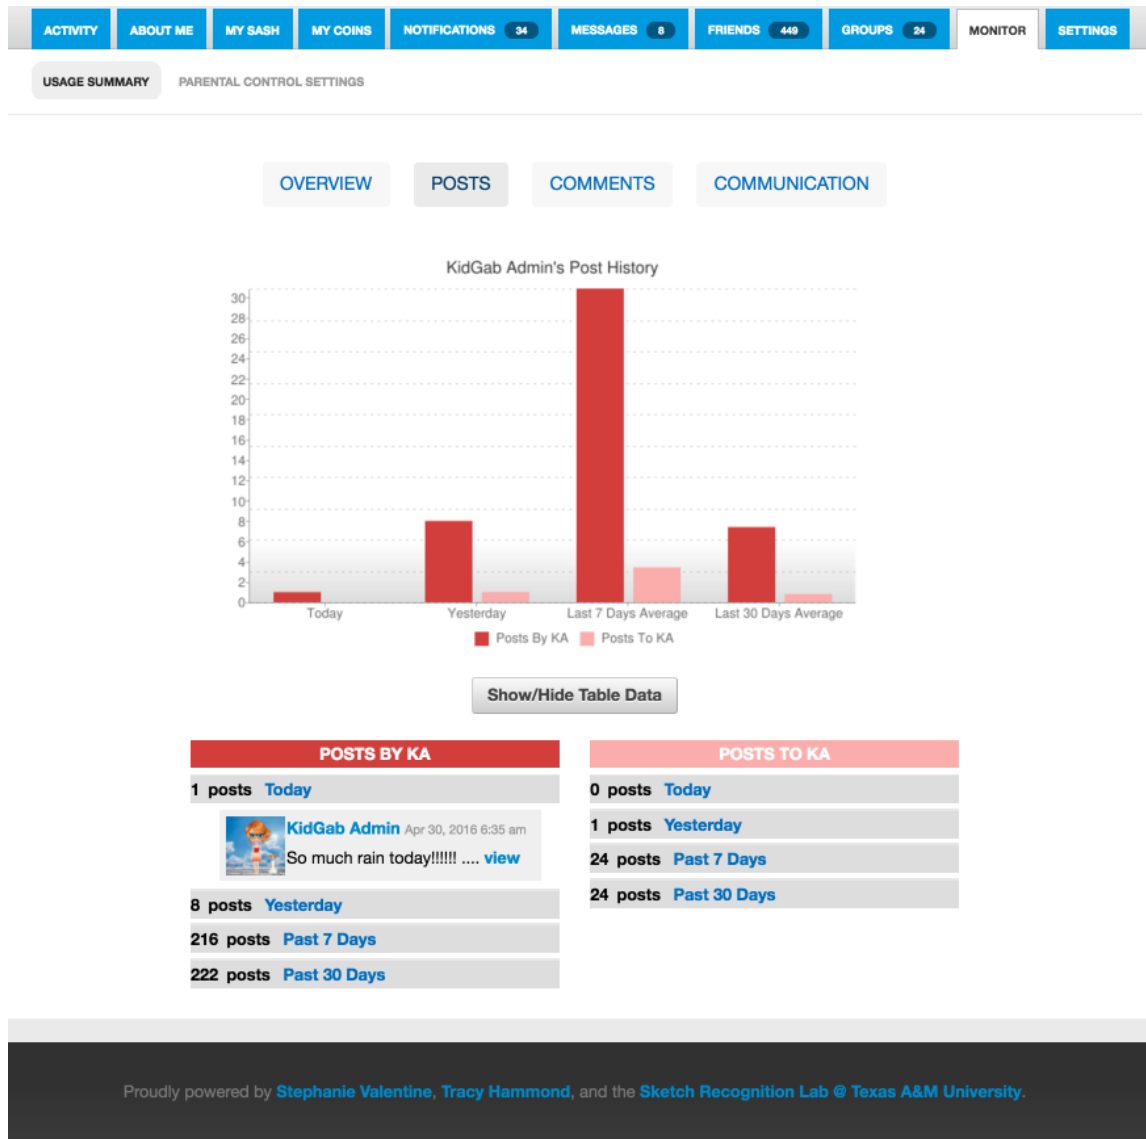 ACTIVITY ABOUT ME MY SASH MY COINS NOTIFICATIONS 34 MESSAGES 8 FRIENDS 449 GROUPS 24 MONITOR SETTINGS
USAGE SUMMARY PARENTAL CONTROL SETTINGS
OVERVIEW POSTS COMMENTS COMMUNICATION
KidGab Admin's Post History
30
28
26
24
22
20
18
16
14
12
10
8
6
4
2
0
Today Yesterday Last 7 Days Average Last 30 Days Average
Posts By KA Posts To KA
Show/Hide Table Data
POSTS BY KA
1 posts Today
KidGab Admin Apr 30, 2016 6:35 am
So much rain today!!!!!! .... view
8 posts Yesterday
216 posts Past 7 Days
222 posts Past 30 Days
POSTS TO KA
0 posts Today
1 posts Yesterday
24 posts Past 7 Days
24 posts Past 30 Days
Proudly powered by Stephanie Valentine, Tracy Hammond, and the Sketch Recognition Lab @ Texas A&M University.